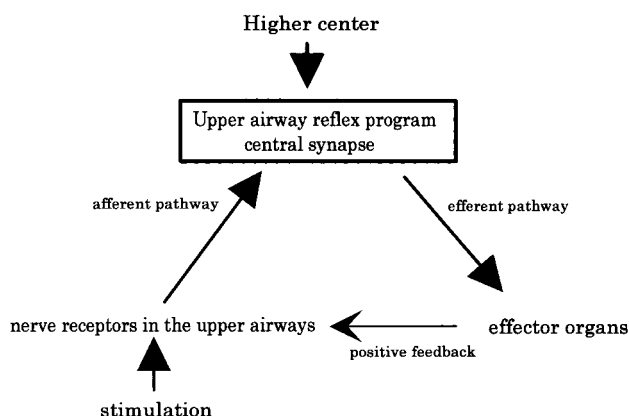 Higher center
Upper airway reflex program
central synapse
afferent pathway
efferent pathway
nerve receptors in the upper airways
effector organs
positive feedback
stimulation